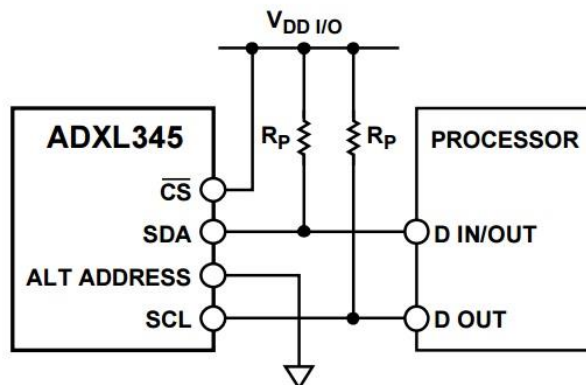 V_DD I/O
ADXL345
R_P R_P
PROCESSOR
CS̅
SDA
D IN/OUT
ALT ADDRESS
SCL
D OUT